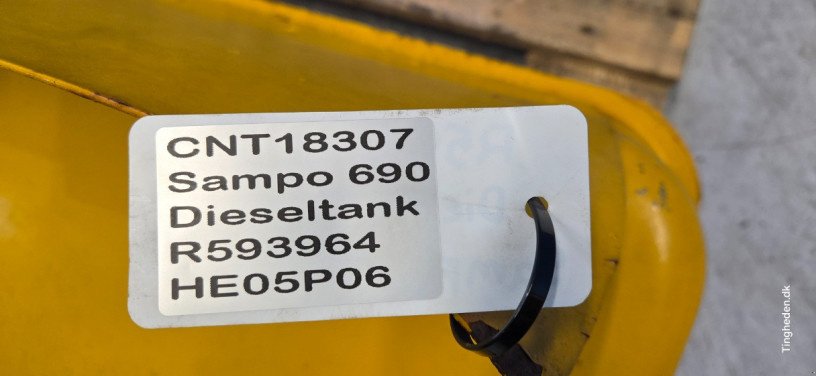 CNT18307
Sampo 690
Dieseltank
R593964
HE05P06
Tingheden.dk